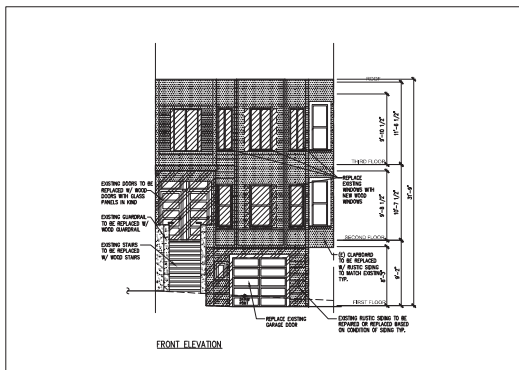 ROOF
9'-10 1/2"
11'-8 1/2"
THIRD FLOOR
31'-6"
EXISTING DOORS TO BE
REPLACED W/ WOOD
DOORS WITH GLASS
PANELS IN KIND
REPLACE
EXISTING
WINDOWS WITH
NEW WOOD
WINDOWS
9'-8 1/2"
10'-7 1/2"
EXISTING GUARDRAIL
TO BE REPLACED W/
WOOD GUARDRAIL
EXISTING STAIRS
TO BE REPLACED
W/ WOOD STAIRS
SECOND FLOOR
(E) CLAPBOARD
TO BE REPLACED
W/ RUSTIC SIDING
TO MATCH EXISTING
TYP.
9'-2"
FIRST FLOOR
REPLACE EXISTING
GARAGE DOOR
EXISTING RUSTIC SIDING TO BE
REPAIRED OR REPLACED BASED
ON CONDITION OF SIDING TYP.
FRONT ELEVATION